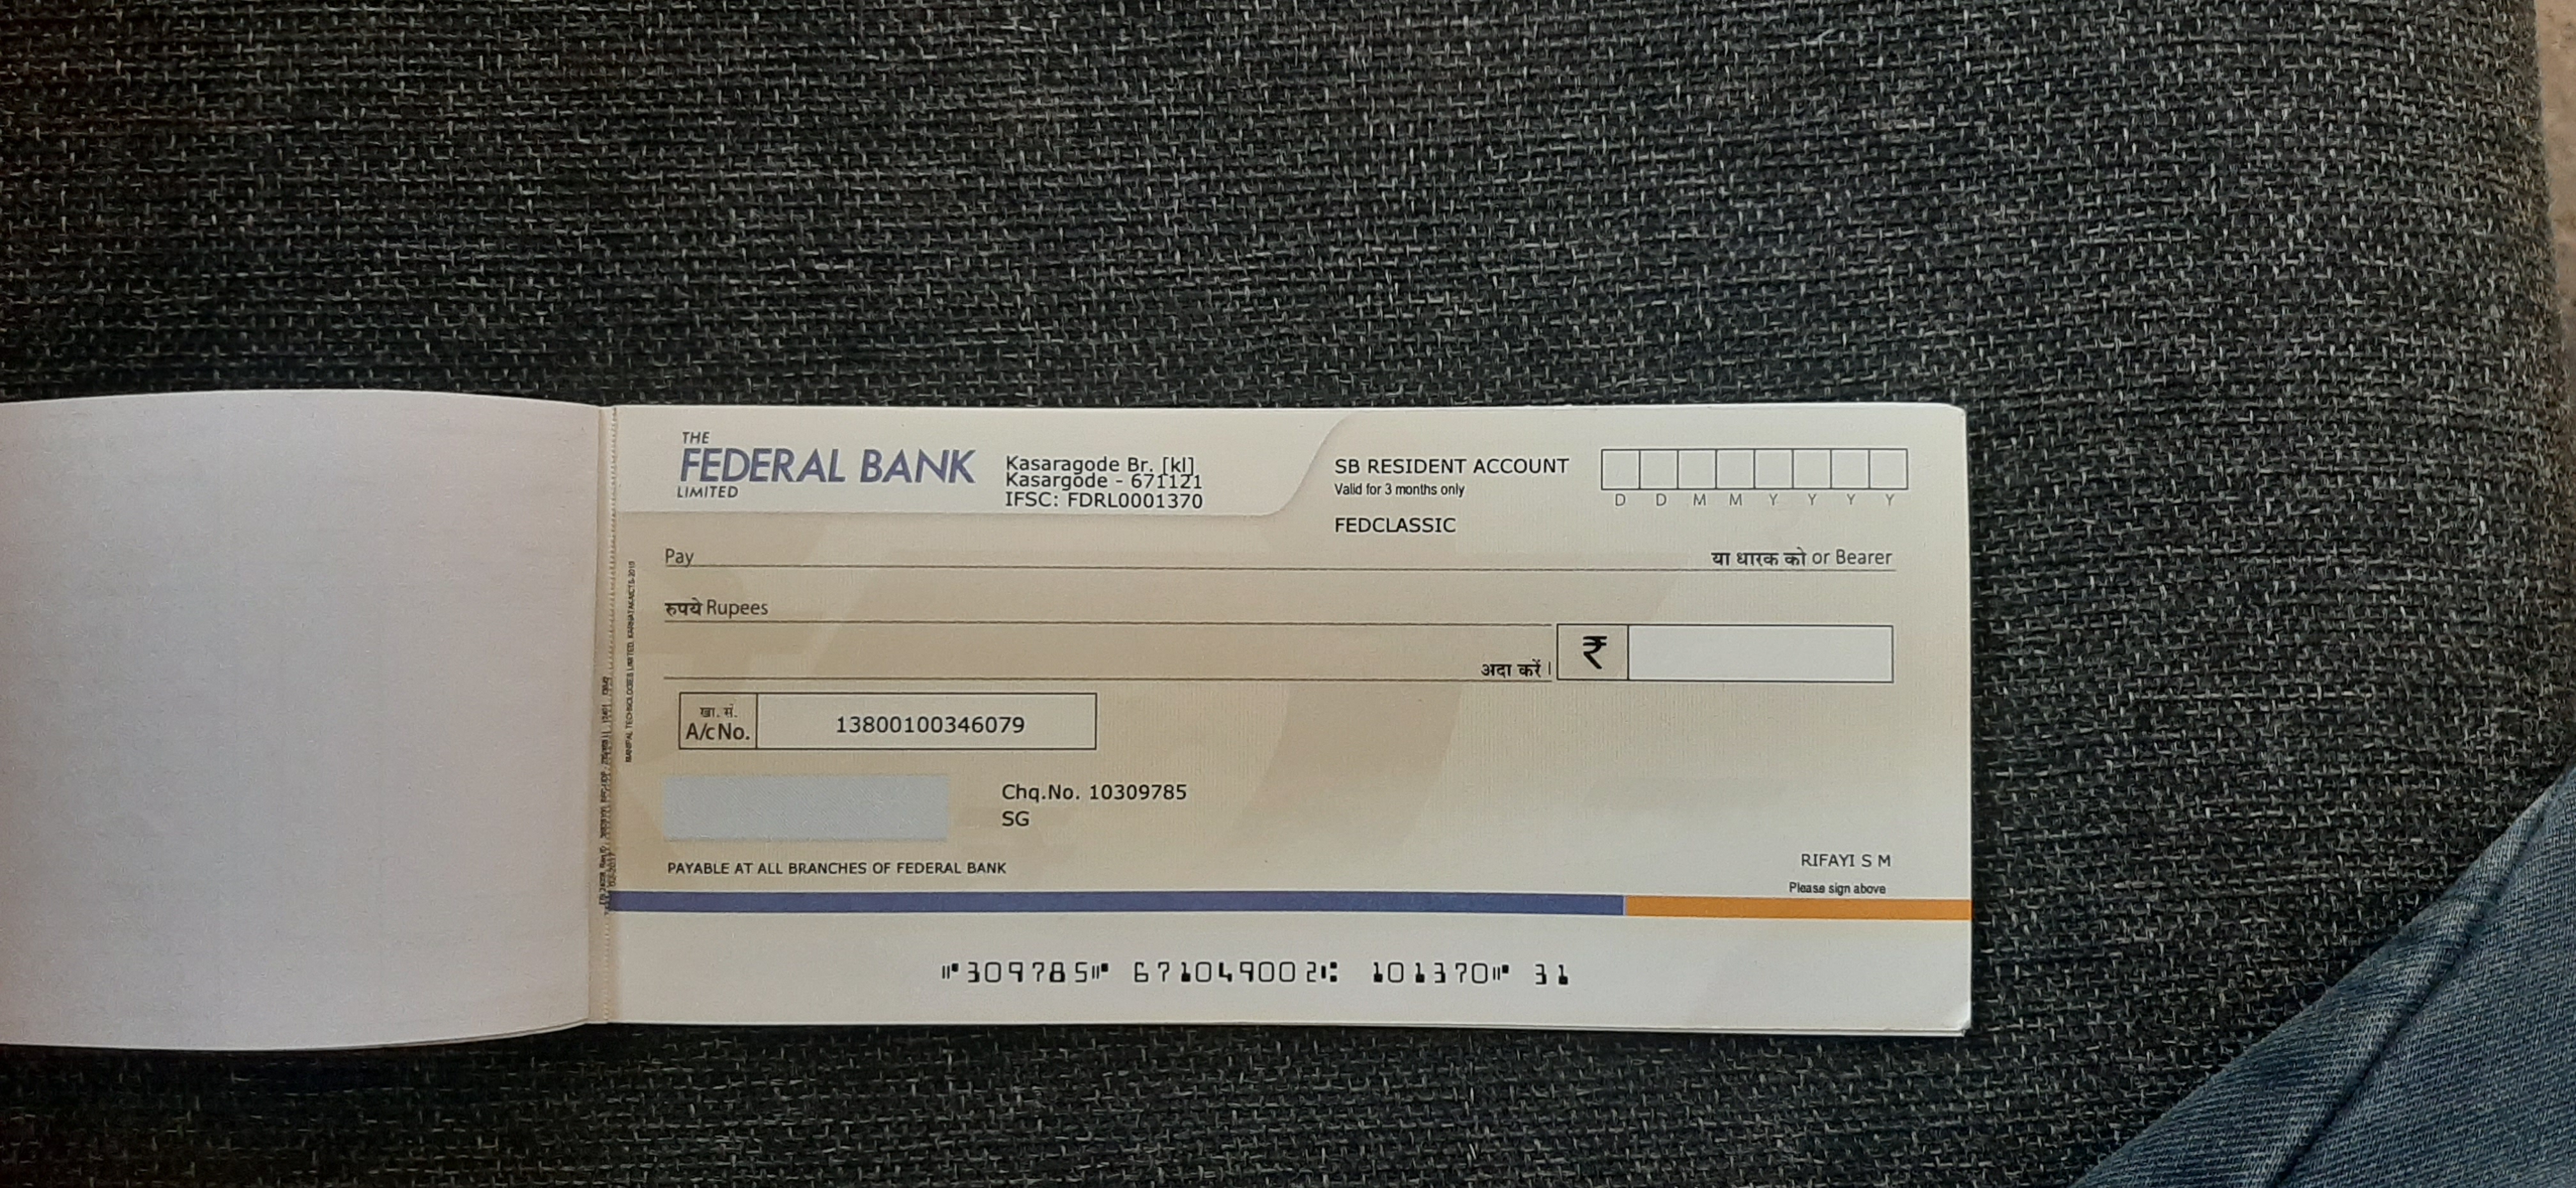 THE
FEDERAL BANK
LIMITED
Kasaragode Br. [kl]
Kasargode - 671121
IFSC: FDRL0001370
SB RESIDENT ACCOUNT
Valid for 3 months only
D D M M Y Y Y Y
FEDCLASSIC
Pay
या धारक को or Bearer
रुपये Rupees
अदा करें।
₹
खा. सं.
A/c No.
13800100346079
Chq.No. 10309785
SG
PAYABLE AT ALL BRANCHES OF FEDERAL BANK
RIFAYI S M
Please sign above
MANIPAL TECHNOLOGIES LIMITED, KARNATAKA/CTS-2010
02-2017
⑈309785⑈ 671049002⑆ 101370⑈ 31